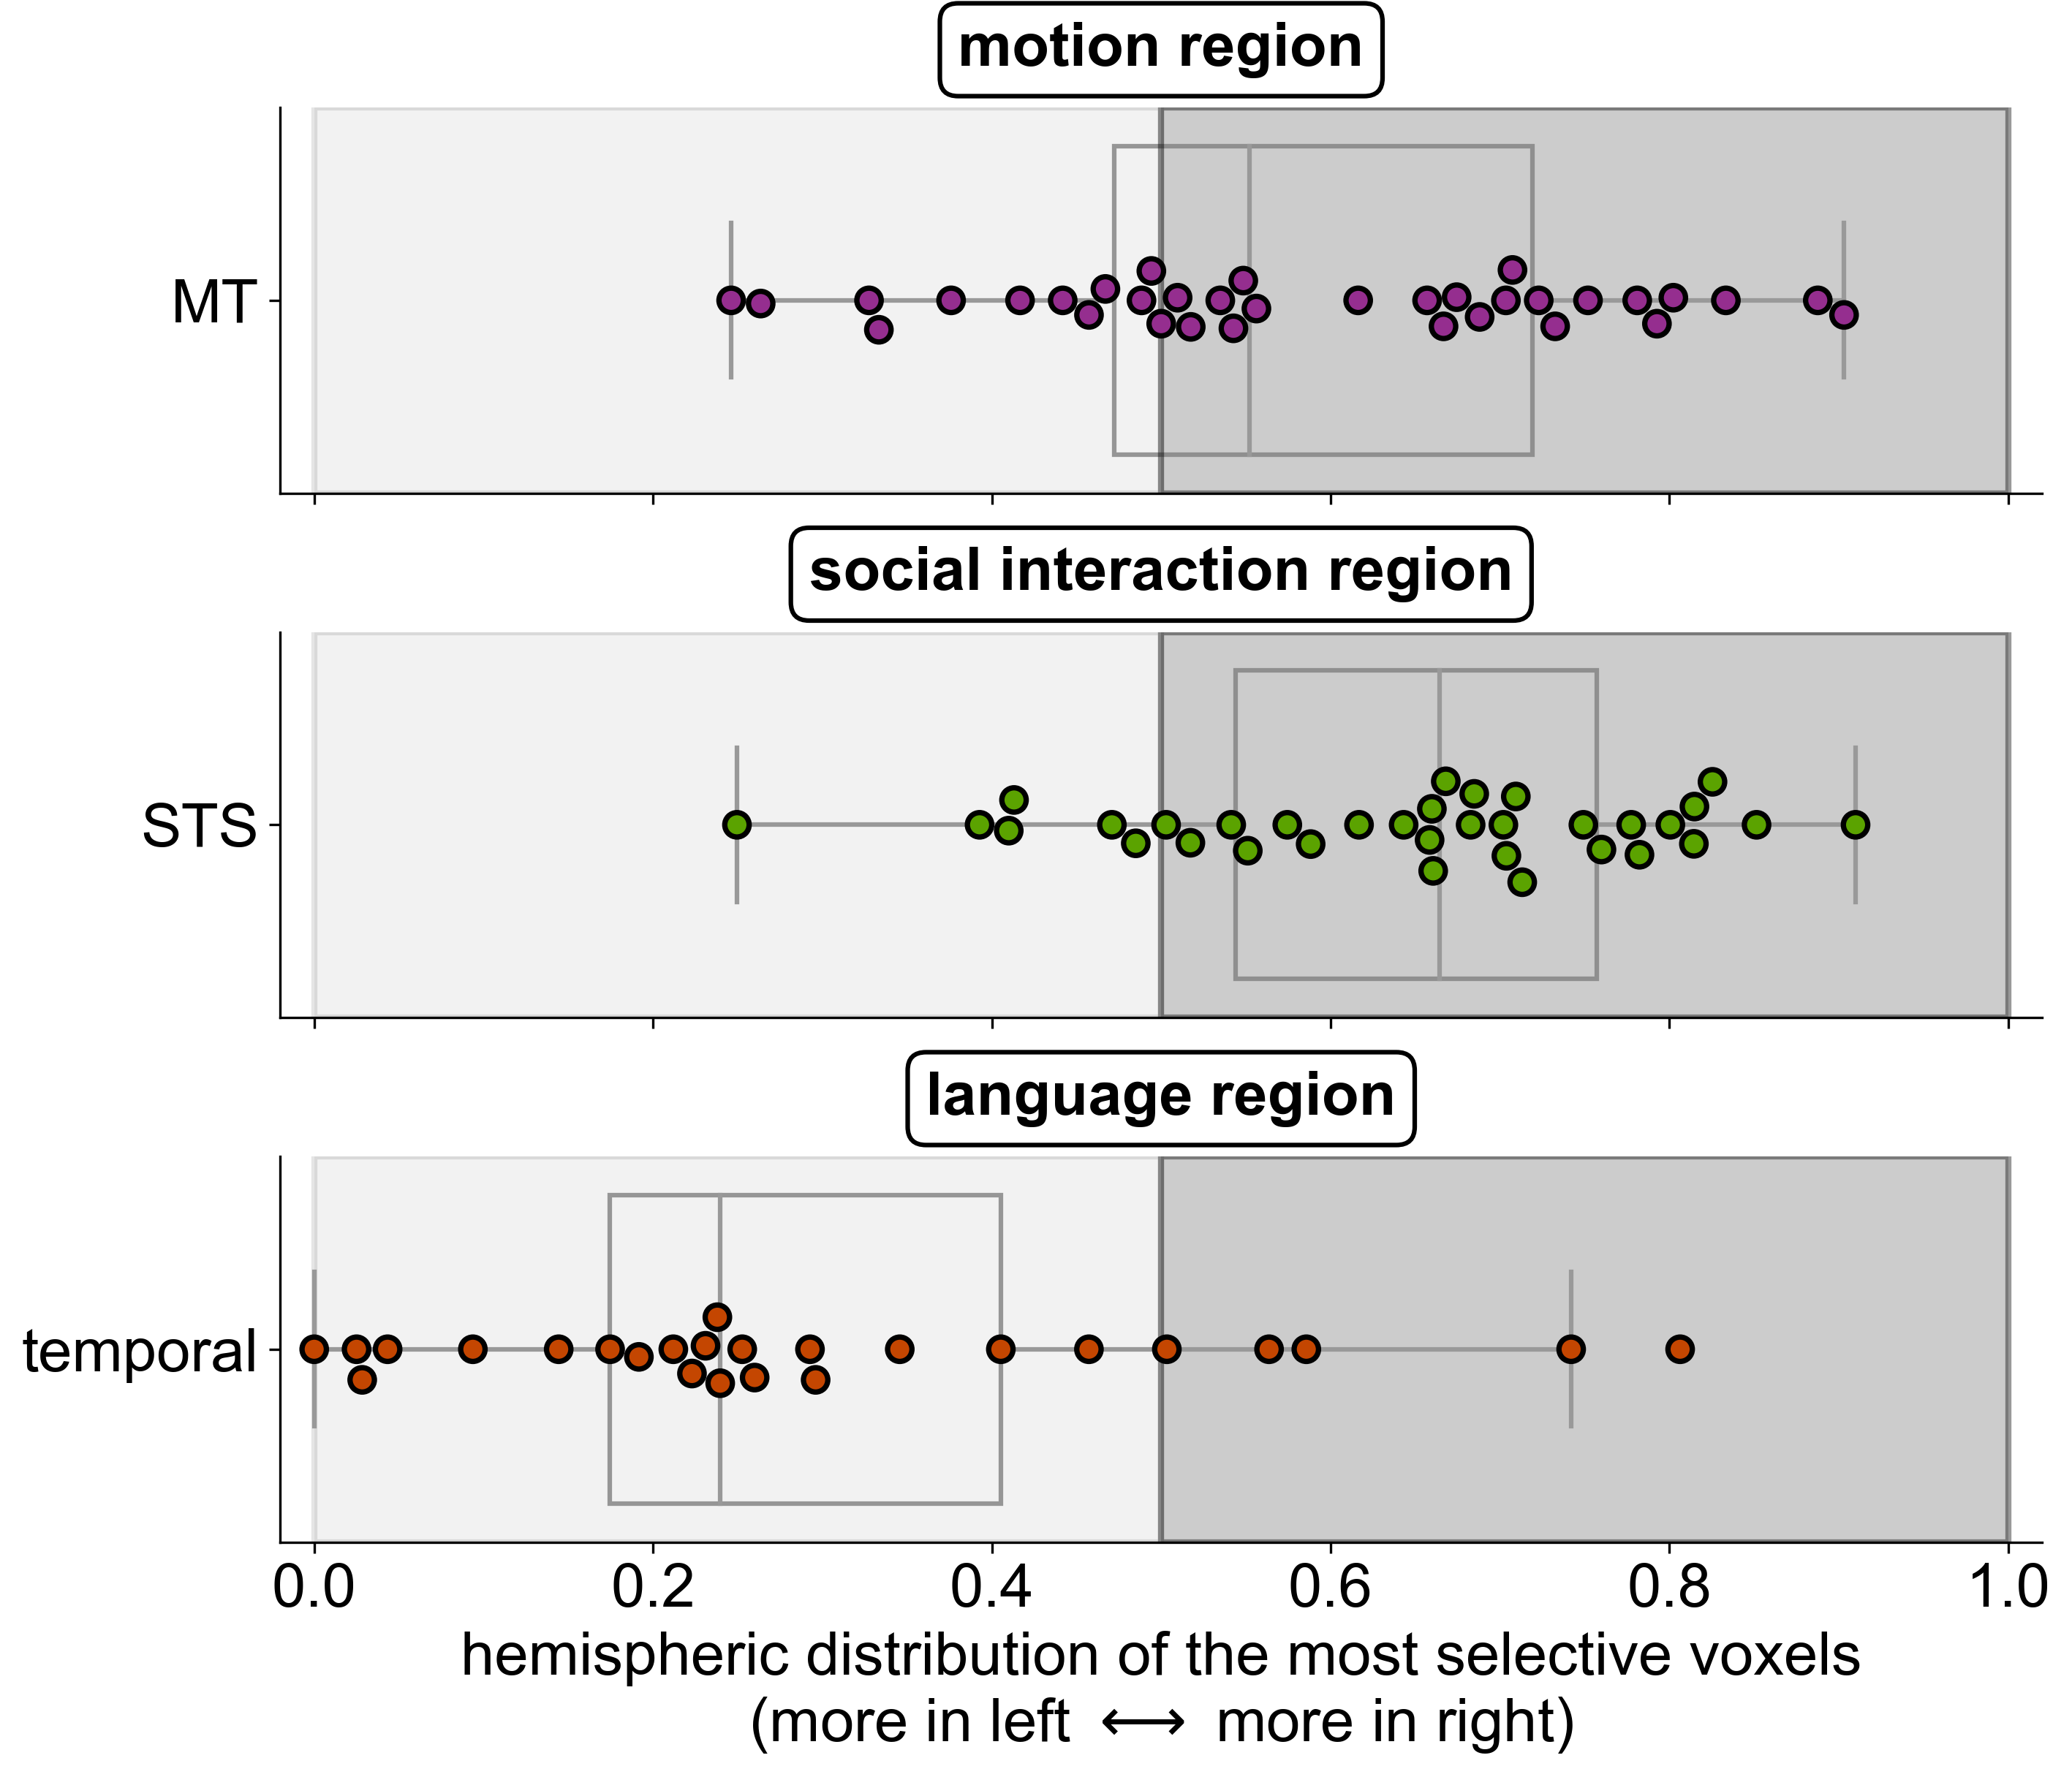 motion region
MT
social interaction region
STS
language region
temporal
0.0 0.2 0.4 0.6 0.8 1.0
hemispheric distribution of the most selective voxels
(more in left ⟷ more in right)